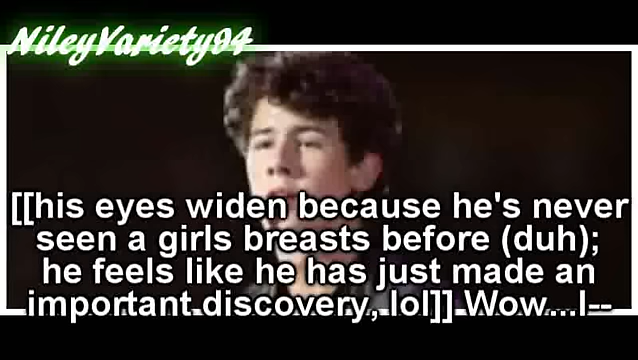 NileyVariety94
[[his eyes widen because he's never
seen a girls breasts before (duh);
he feels like he has just made an
important discovery, lol]] Wow...I--